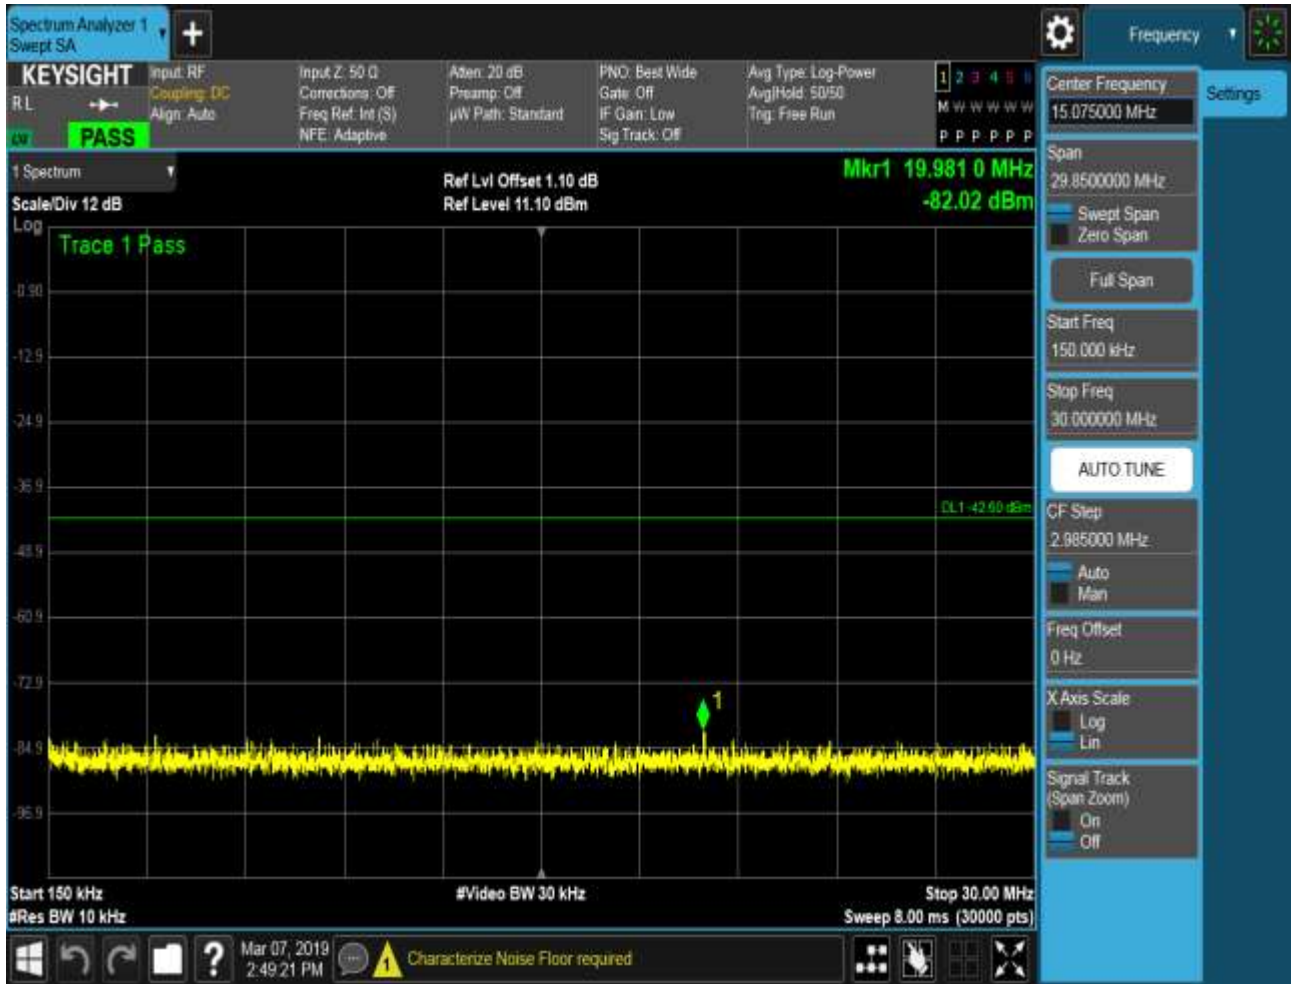 Spectrum Analyzer 1
Swept SA
+
Frequency
KEYSIGHT
R L
PASS
Input: RF
Coupling: DC
Align: Auto
Input Z: 50 Ω
Corrections: Off
Freq Ref: Int (S)
NFE: Adaptive
Atten: 20 dB
Preamp: Off
µW Path: Standard
PNO: Best Wide
Gate: Off
IF Gain: Low
Sig Track: Off
Avg Type: Log-Power
Avg|Hold: 50/50
Trig: Free Run
1 2 3 4 5 6
M W W W W W
P P P P P P
1 Spectrum
Scale/Div 12 dB
Log
Ref Lvl Offset 1.10 dB
Ref Level 11.10 dBm
Mkr1 19.981 0 MHz
-82.02 dBm
Trace 1 Pass
-0.90
-12.9
-24.9
-36.9
DL1 -42.60 dBm
-48.9
-60.9
-72.9
1
-84.9
-96.9
Start 150 kHz
#Video BW 30 kHz
Stop 30.00 MHz
#Res BW 10 kHz
Sweep 8.00 ms (30000 pts)
Center Frequency
15.075000 MHz
Settings
Span
29.8500000 MHz
Swept Span
Zero Span
Full Span
Start Freq
150.000 kHz
Stop Freq
30.000000 MHz
AUTO TUNE
CF Step
2.985000 MHz
Auto
Man
Freq Offset
0 Hz
X Axis Scale
Log
Lin
Signal Track
(Span Zoom)
On
Off
?
Mar 07, 2019
2:49:21 PM
1
Characterize Noise Floor required